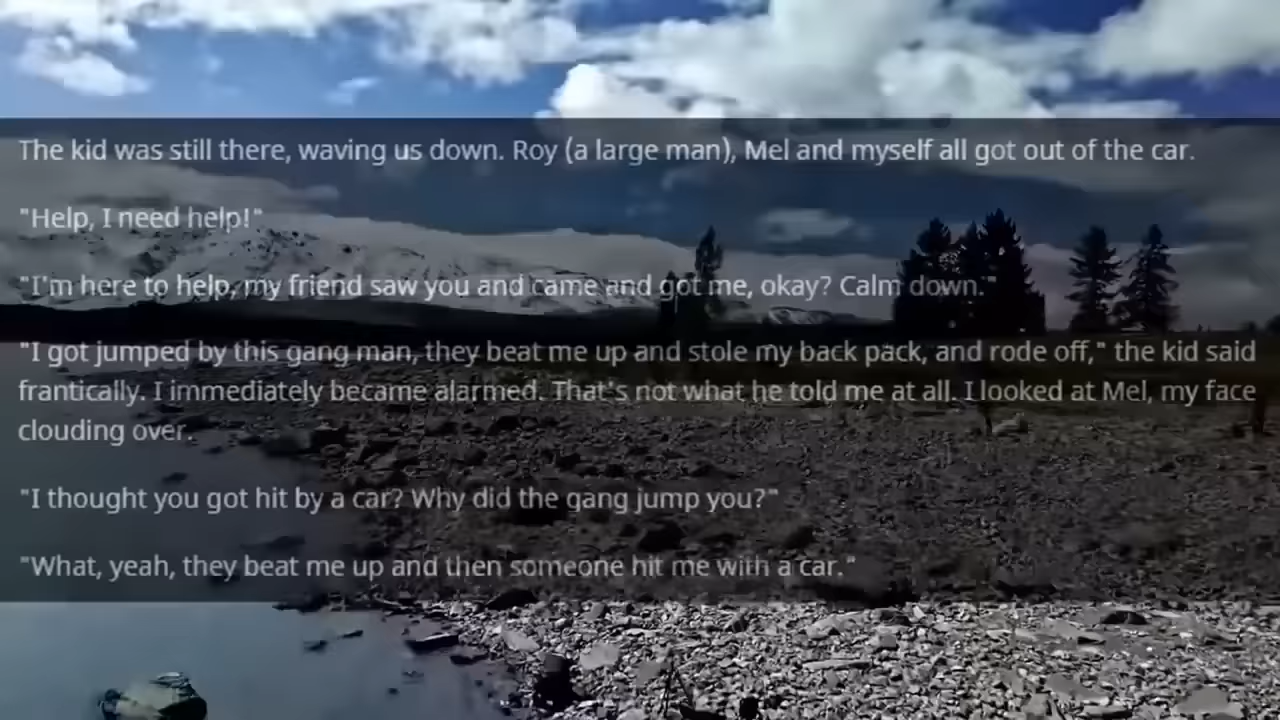 The kid was still there, waving us down. Roy (a large man), Mel and myself all got out of the car.
"Help, I need help!"
"I'm here to help, my friend saw you and came and got me, okay? Calm down."
"I got jumped by this gang man, they beat me up and stole my back pack, and rode off," the kid said
frantically. I immediately became alarmed. That's not what he told me at all. I looked at Mel, my face
clouding over.
"I thought you got hit by a car? Why did the gang jump you?"
"What, yeah, they beat me up and then someone hit me with a car."